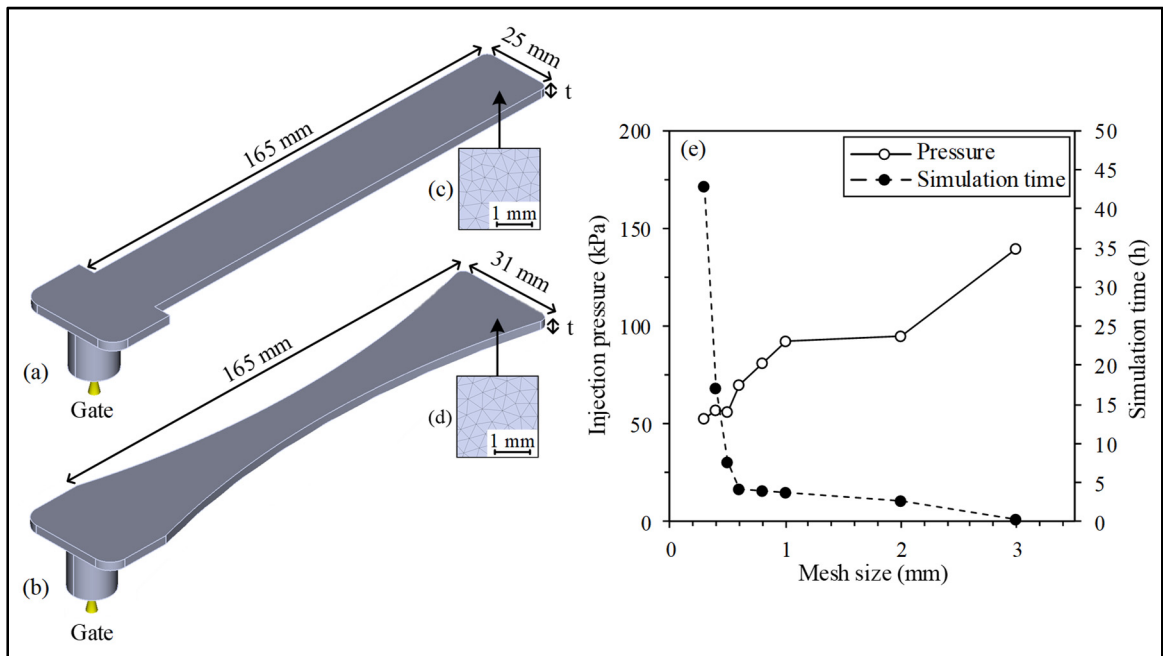 25 mm
t
165 mm
(c)
1 mm
(a)
Gate
31 mm
t
165 mm
(d)
1 mm
(b)
Gate
(e)
Pressure
Simulation time
Injection pressure (kPa)
200
150
100
50
0
Simulation time (h)
50
45
40
35
30
25
20
15
10
5
0
0
1
2
3
Mesh size (mm)